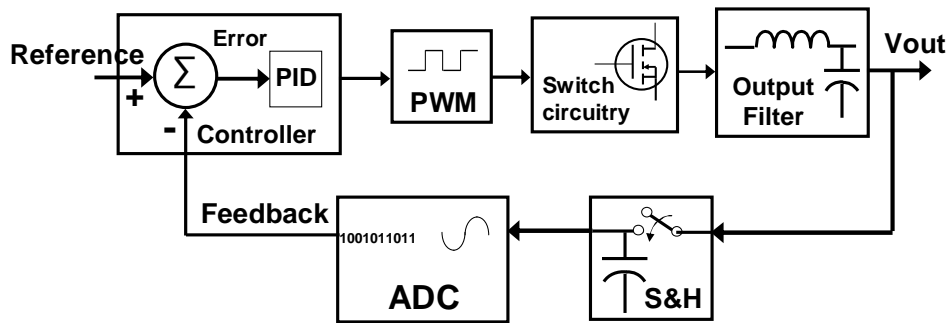 Reference
+
-
Σ
Error
PID
Controller
PWM
Switch
circuitry
Output
Filter
Vout
Feedback
1001011011
ADC
S&H